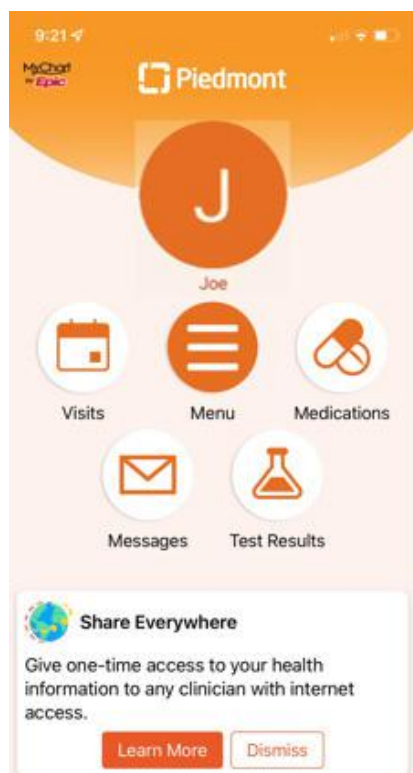 9:21
MyChart
by Epic
Piedmont
J
Joe
Visits Menu Medications
Messages Test Results
Share Everywhere
Give one-time access to your health
information to any clinician with internet
access.
Learn More Dismiss